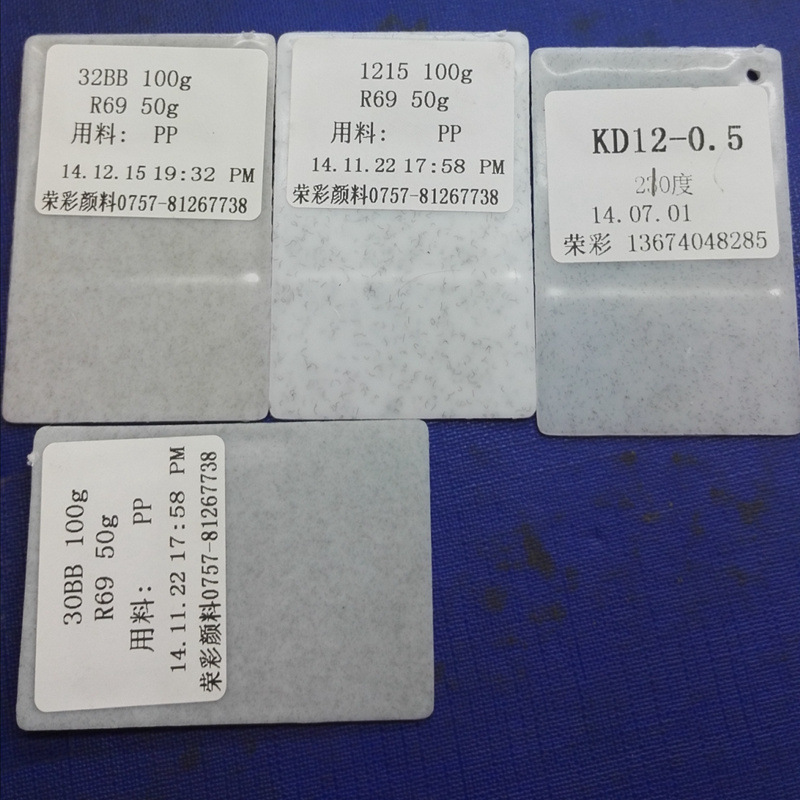 32BB 100g
R69 50g
用料: PP
14.12.15 19:32 PM
荣彩颜料0757-81267738
1215 100g
R69 50g
用料: PP
14.11.22 17:58 PM
荣彩颜料0757-81267738
KD12-0.5
230度
14.07.01
荣彩 13674048285
30BB 100g
R69 50g
用料: PP
14.11.22 17:58 PM
荣彩颜料0757-81267738